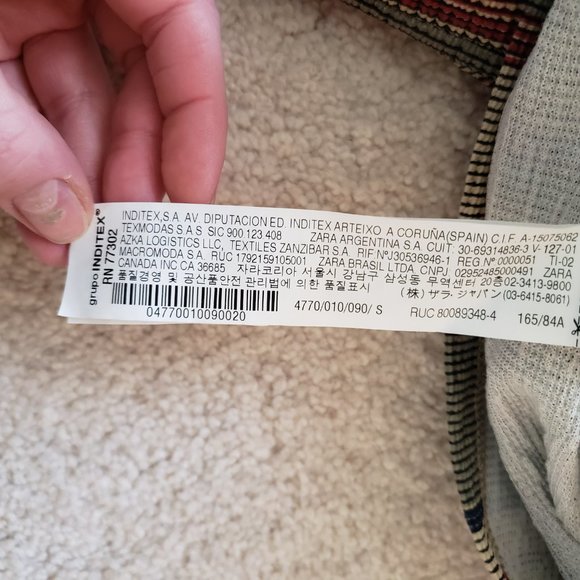 grupo INDITEX®
RN 77302
INDITEX,S.A. AV. DIPUTACION ED. INDITEX ARTEIXO A CORUÑA (SPAIN) C.I.F. A-15075062
TEXMODAS S A S SIC 900 123 408 ZARA ARGENTINA S.A. CUIT. 30-69314836-3 V-127-01
AZKA LOGISTICS LLC, TEXTILES ZANZIBAR S.A. RIF NºJ30536946-1 REG Nº 0000051 TI-02
MACROMODA S.A. RUC 1792159105001 ZARA BRASIL LTDA. CNPJ. 02952485000491 ZARA
CANADA INC CA 36685 자라코리아 서울시 강남구 삼성동 무역센터 20층 02-3413-9800
품질경영 및 공산품안전 관리법에 의한 품질표시 (株) ザラ・ジャパン (03-6415-8061)
04770010090020 4770/010/090/ S RUC 80089348-4 165/84A